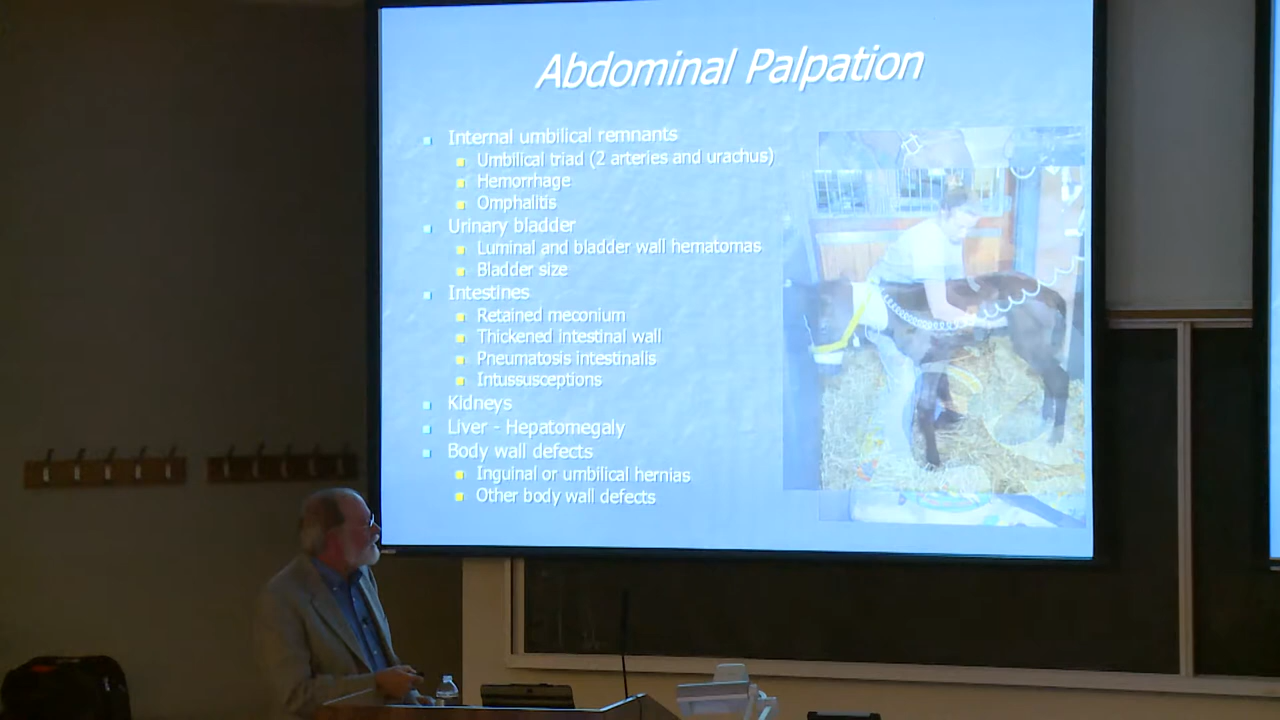 Abdominal Palpation
Internal umbilical remnants
Umbilical triad (2 arteries and urachus)
Hemorrhage
Omphalitis
Urinary bladder
Luminal and bladder wall hematomas
Bladder size
Intestines
Retained meconium
Thickened intestinal wall
Pneumatosis intestinalis
Intussusceptions
Kidneys
Liver - Hepatomegaly
Body wall defects
Inguinal or umbilical hernias
Other body wall defects